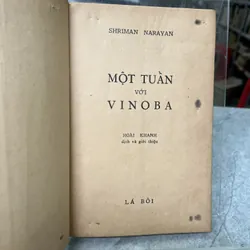 SHRIMAN NARAYAN
MỘT TUẦN
VỚI
VINOBA
HOÀI KHANH
dịch và giới thiệu
LÁ BỐI